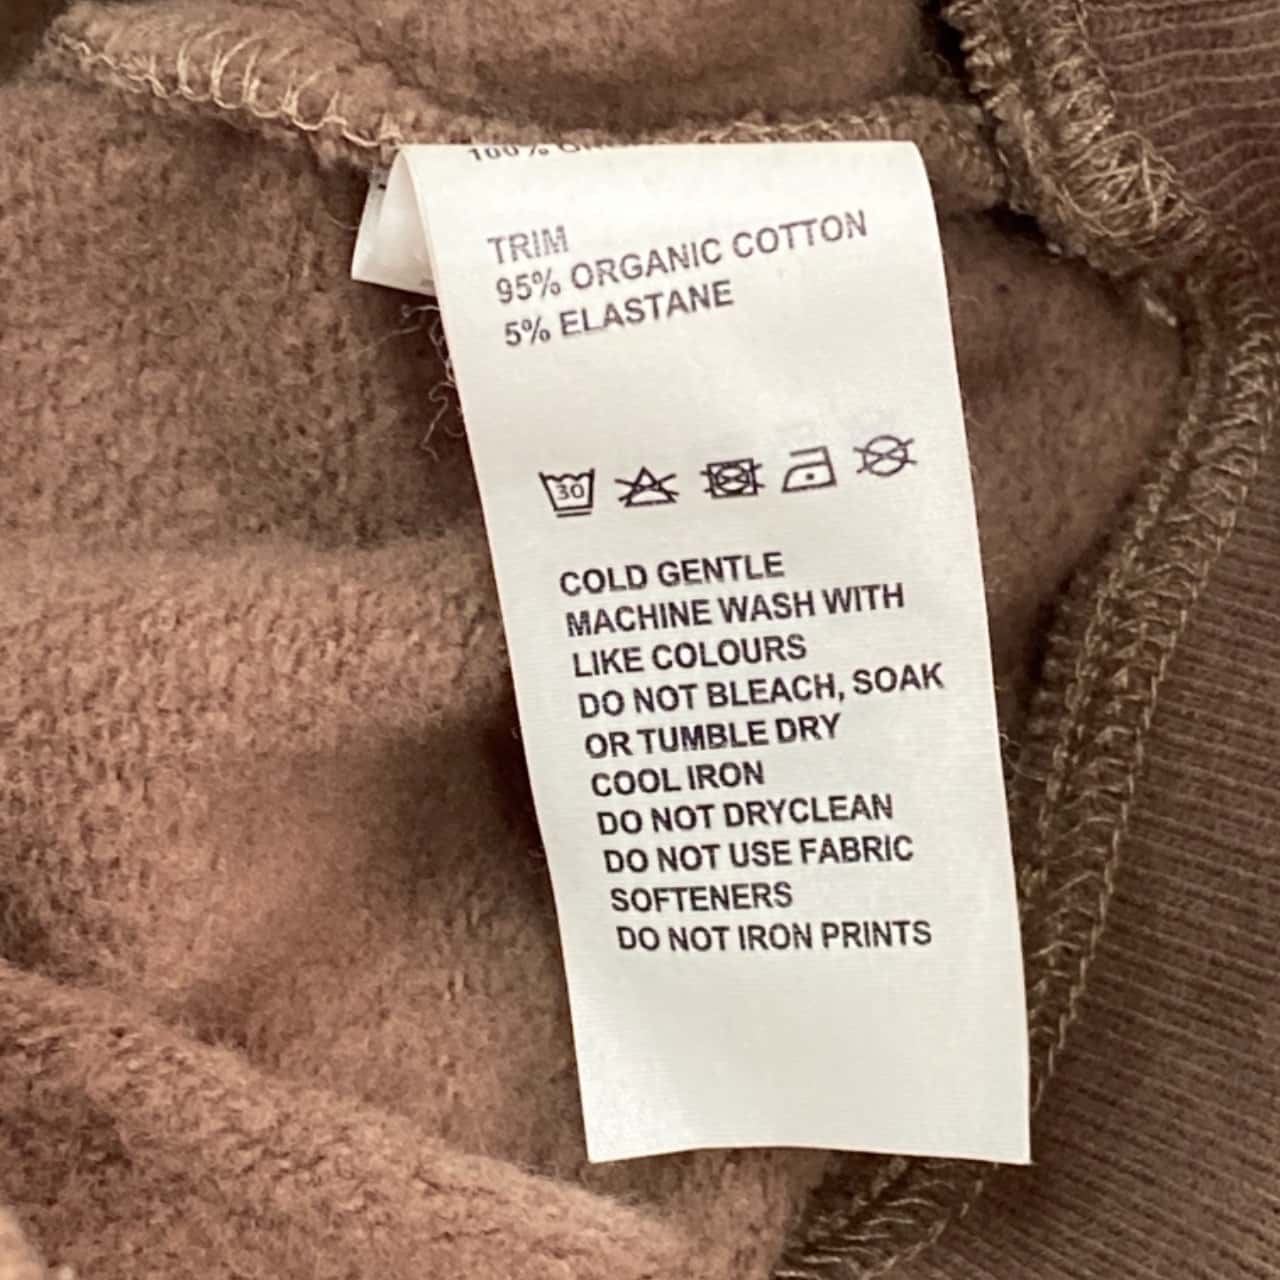 100%
TRIM
95% ORGANIC COTTON
5% ELASTANE
30
COLD GENTLE
MACHINE WASH WITH
LIKE COLOURS
DO NOT BLEACH, SOAK
OR TUMBLE DRY
COOL IRON
DO NOT DRYCLEAN
DO NOT USE FABRIC
SOFTENERS
DO NOT IRON PRINTS